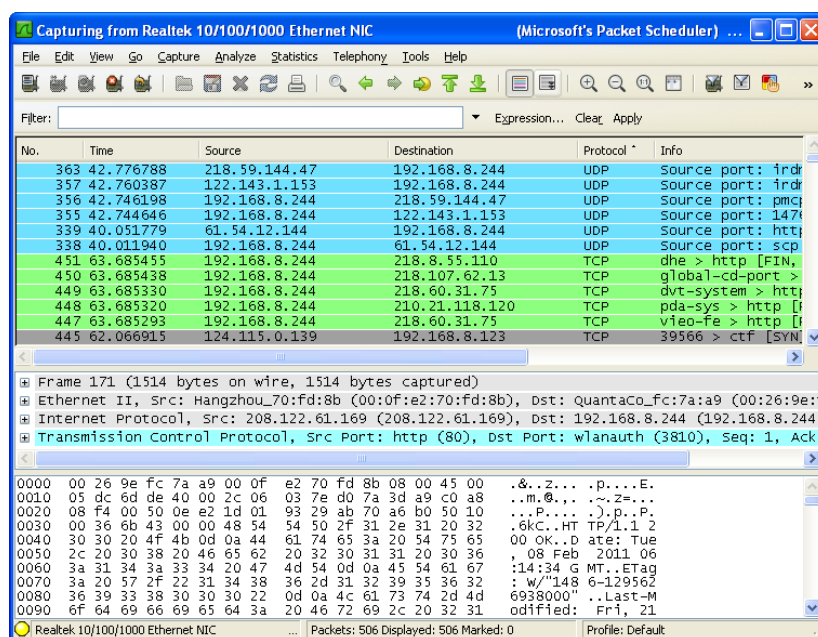 Capturing from Realtek 10/100/1000 Ethernet NIC (Microsoft's Packet Scheduler) ...
File Edit View Go Capture Analyze Statistics Telephony Tools Help
Filter: Expression... Clear Apply
No. Time Source Destination Protocol Info
363 42.776788 218.59.144.47 192.168.8.244 UDP Source port: irdm
357 42.760387 122.143.1.153 192.168.8.244 UDP Source port: irdm
356 42.746198 192.168.8.244 218.59.144.47 UDP Source port: pmcp
355 42.744646 192.168.8.244 122.143.1.153 UDP Source port: 1476
339 40.051779 61.54.12.144 192.168.8.244 UDP Source port: http
338 40.011940 192.168.8.244 61.54.12.144 UDP Source port: scp
451 63.685455 192.168.8.244 218.8.55.110 TCP dhe > http [FIN,
450 63.685438 192.168.8.244 218.107.62.13 TCP global-cd-port >
449 63.685330 192.168.8.244 218.60.31.75 TCP dvt-system > http
448 63.685320 192.168.8.244 210.21.118.120 TCP pda-sys > http [F
447 63.685293 192.168.8.244 218.60.31.75 TCP vieo-fe > http [F
445 62.066915 124.115.0.139 192.168.8.123 TCP 39566 > ctf [SYN]
Frame 171 (1514 bytes on wire, 1514 bytes captured)
Ethernet II, Src: Hangzhou_70:fd:8b (00:0f:e2:70:fd:8b), Dst: QuantaCo_fc:7a:a9 (00:26:9e:
Internet Protocol, Src: 208.122.61.169 (208.122.61.169), Dst: 192.168.8.244 (192.168.8.244
Transmission Control Protocol, Src Port: http (80), Dst Port: wlanauth (3810), Seq: 1, Ack
0000 00 26 9e fc 7a a9 00 0f e2 70 fd 8b 08 00 45 00 .&..z... .p....E.
0010 05 dc 6d de 40 00 2c 06 03 7e d0 7a 3d a9 c0 a8 ..m.@.,. .~.z=...
0020 08 f4 00 50 0e e2 1d 01 93 29 ab 70 a6 b0 50 10 ...P.... .).p..P.
0030 00 36 6b 43 00 00 48 54 54 50 2f 31 2e 31 20 32 .6kC..HT TP/1.1 2
0040 30 30 20 4f 4b 0d 0a 44 61 74 65 3a 20 54 75 65 00 OK..D ate: Tue
0050 2c 20 30 38 20 46 65 62 20 32 30 31 31 20 30 36 , 08 Feb 2011 06
0060 3a 31 34 3a 33 34 20 47 4d 54 0d 0a 45 54 61 67 :14:34 G MT..ETag
0070 3a 20 57 2f 22 31 34 38 36 2d 31 32 39 35 36 32 : W/"148 6-129562
0080 36 39 33 38 30 30 30 22 0d 0a 4c 61 73 74 2d 4d 6938000" ..Last-M
0090 6f 64 69 66 69 65 64 3a 20 46 72 69 2c 20 32 31 odified: Fri, 21
Realtek 10/100/1000 Ethernet NIC ... Packets: 506 Displayed: 506 Marked: 0 Profile: Default